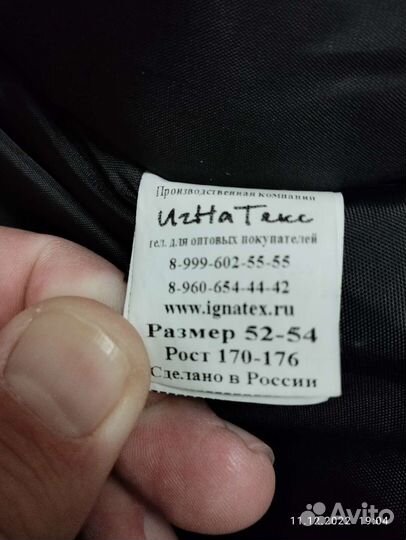 Производственная компания
ИгНаТекс
тел. для оптовых покупателей
8-999-602-55-55
8-960-654-44-42
www.ignatex.ru
Размер 52-54
Рост 170-176
Сделано в России
Avito
11.12.2022 19:04